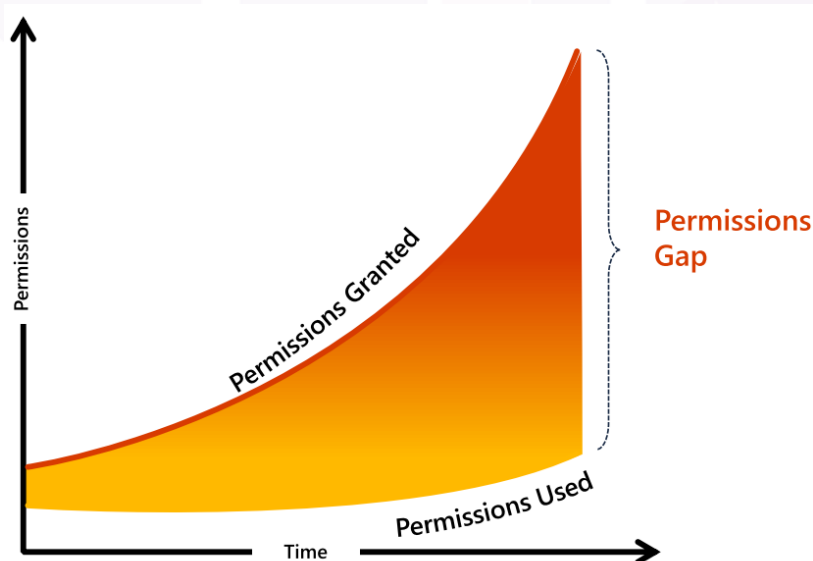 Permissions
Permissions Granted
Permissions
Gap
Permissions Used
Time